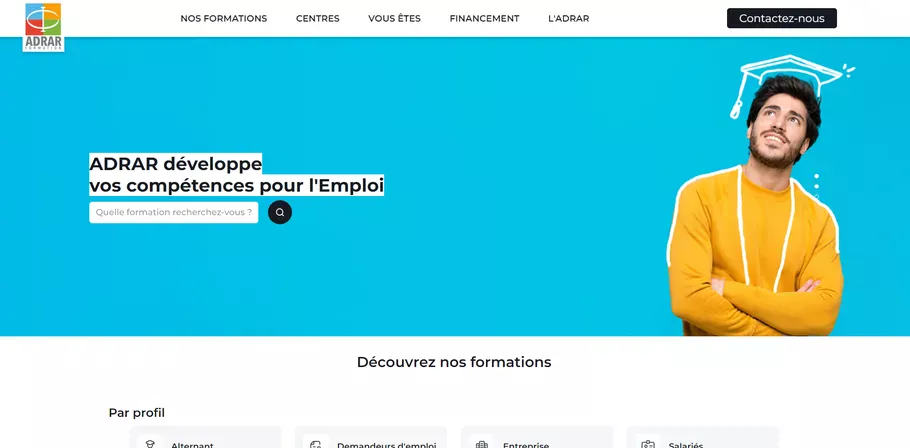 ADRAR
FORMATION
NOS FORMATIONS
CENTRES
VOUS ÊTES
FINANCEMENT
L'ADRAR
Contactez-nous
ADRAR développe
vos compétences pour l'Emploi
Quelle formation recherchez-vous ?
Découvrez nos formations
Par profil
Alternant
Demandeurs d'emploi
Entreprise
Salariés